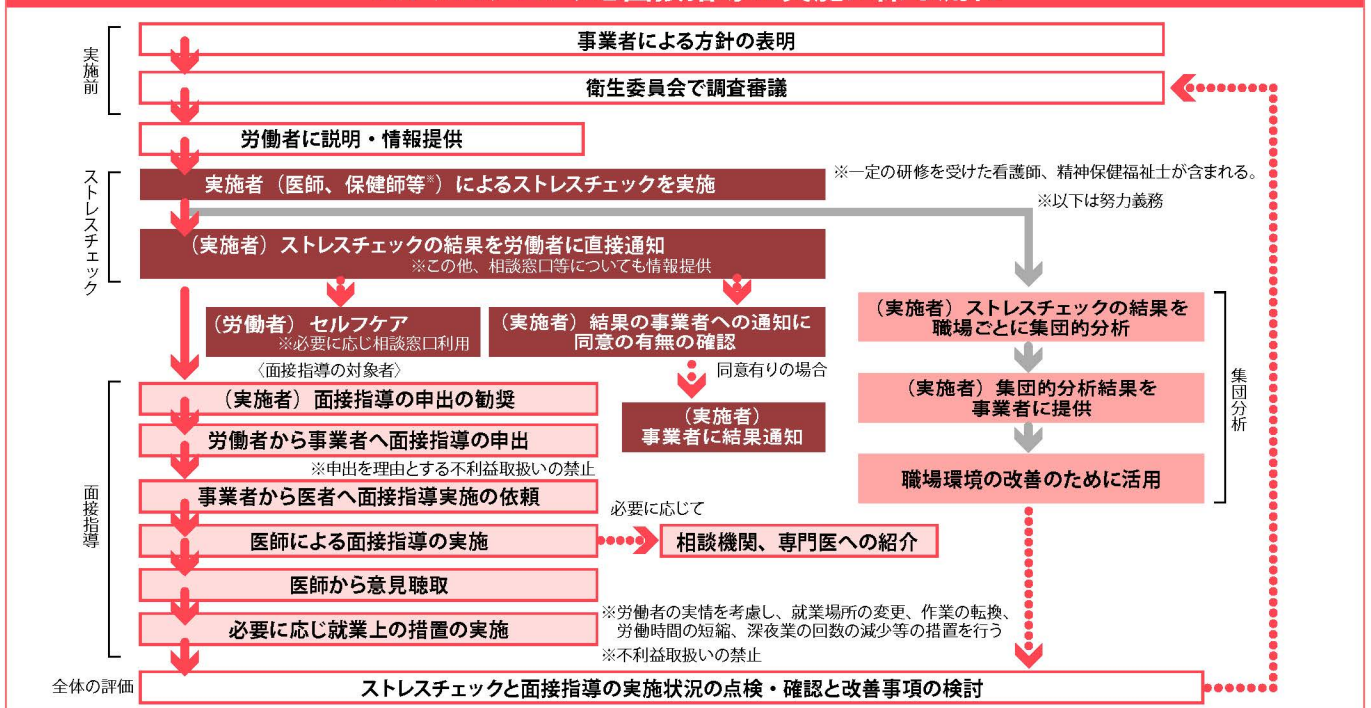 実施前
事業者による方針の表明
衛生委員会で調査審議
労働者に説明・情報提供
ストレスチェック
実施者（医師、保健師等※）によるストレスチェックを実施
※一定の研修を受けた看護師、精神保健福祉士が含まれる。
※以下は努力義務
（実施者）ストレスチェックの結果を労働者に直接通知
※この他、相談窓口等についても情報提供
（労働者）セルフケア
※必要に応じ相談窓口利用
（実施者）結果の事業者への通知に
同意の有無の確認
（実施者）ストレスチェックの結果を
職場ごとに集団的分析
〈面接指導の対象者〉
同意有りの場合
集団分析
面接指導
（実施者）面接指導の申出の勧奨
（実施者）
事業者に結果通知
（実施者）集団的分析結果を
事業者に提供
労働者から事業者へ面接指導の申出
※申出を理由とする不利益取扱いの禁止
職場環境の改善のために活用
事業者から医者へ面接指導実施の依頼
必要に応じて
医師による面接指導の実施
相談機関、専門医への紹介
医師から意見聴取
必要に応じ就業上の措置の実施
※労働者の実情を考慮し、就業場所の変更、作業の転換、
労働時間の短縮、深夜業の回数の減少等の措置を行う
※不利益取扱いの禁止
全体の評価
ストレスチェックと面接指導の実施状況の点検・確認と改善事項の検討